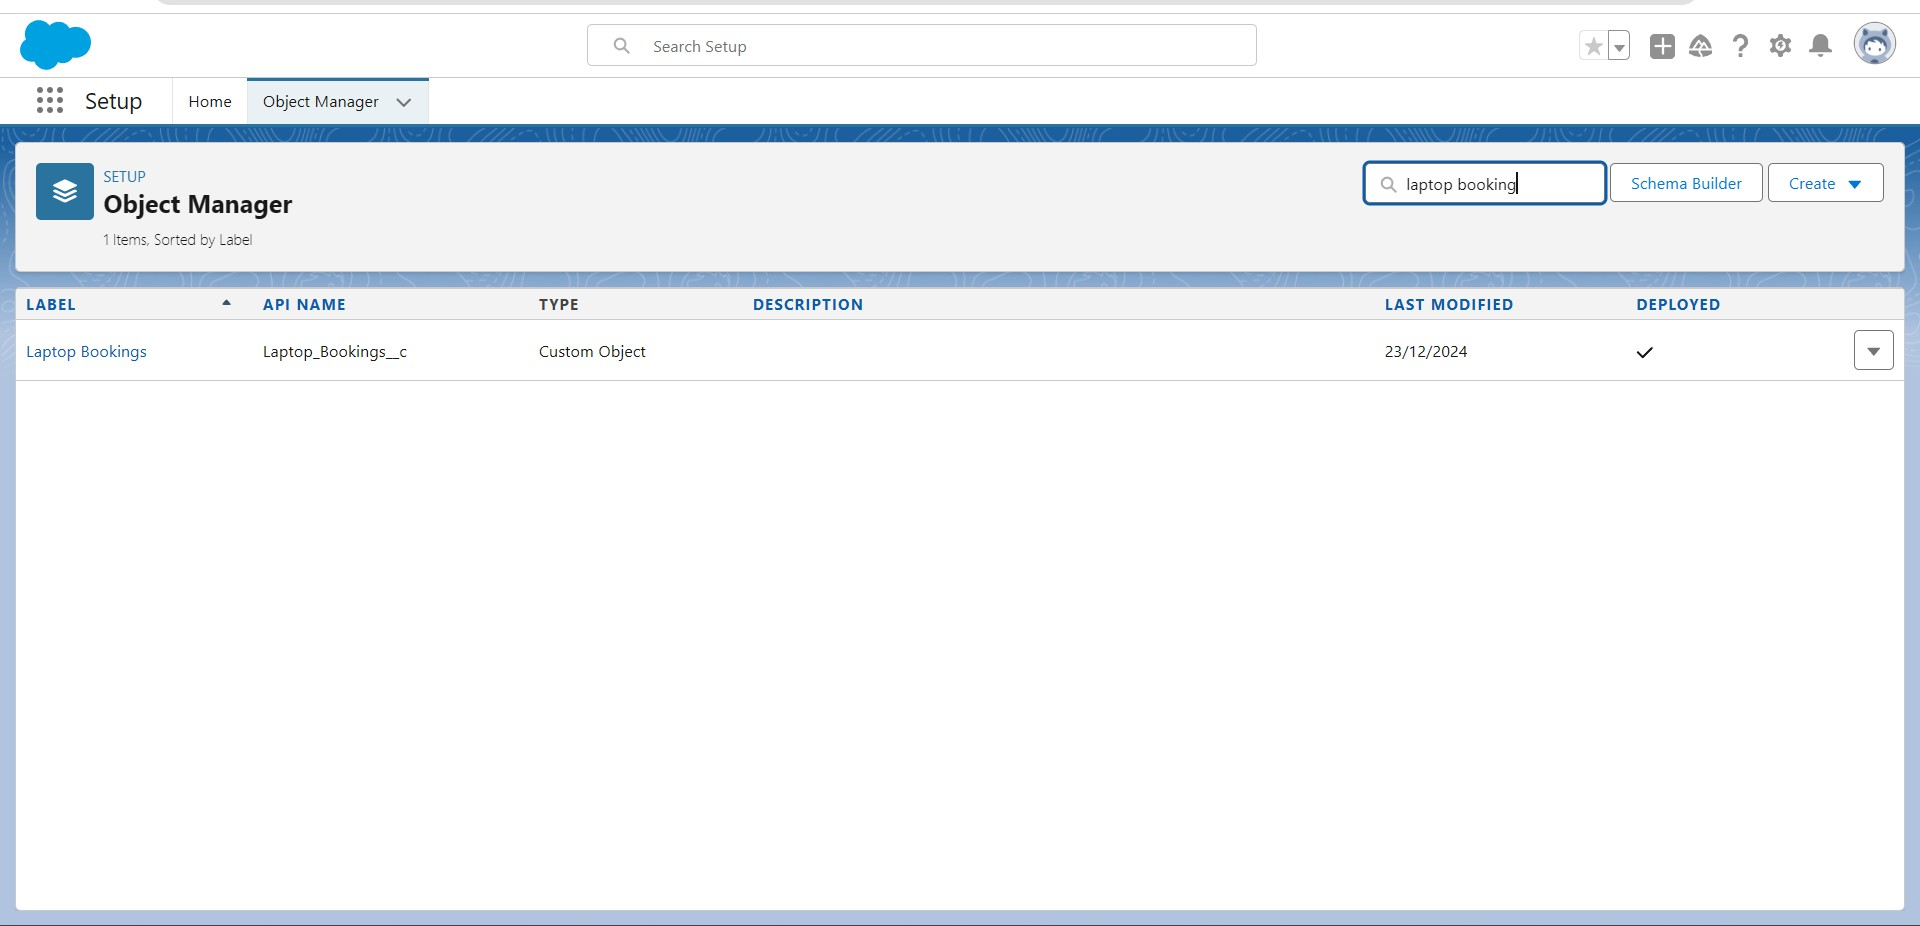 Search Setup
Setup
Home
Object Manager
SETUP
Object Manager
1 Items, Sorted by Label
laptop booking
Schema Builder
Create
LABEL API NAME TYPE DESCRIPTION LAST MODIFIED DEPLOYED
Laptop Bookings Laptop_Bookings__c Custom Object 23/12/2024